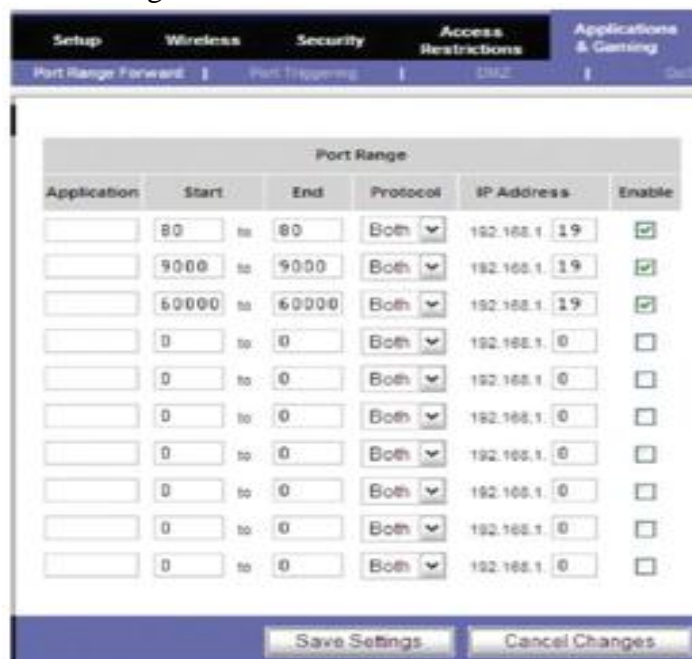 Setup Wireless Security Access Restrictions Applications & Gaming
Port Range Forward | Port Triggering | DMZ |
Port Range
Application Start End Protocol IP Address Enable
80 to 80 Both 192.168.1. 19
9000 to 9000 Both 192.168.1. 19
60000 to 60000 Both 192.168.1. 19
0 to 0 Both 192.168.1. 0
0 to 0 Both 192.168.1. 0
0 to 0 Both 192.168.1. 0
0 to 0 Both 192.168.1. 0
0 to 0 Both 192.168.1. 0
0 to 0 Both 192.168.1. 0
0 to 0 Both 192.168.1. 0
Save Settings Cancel Changes